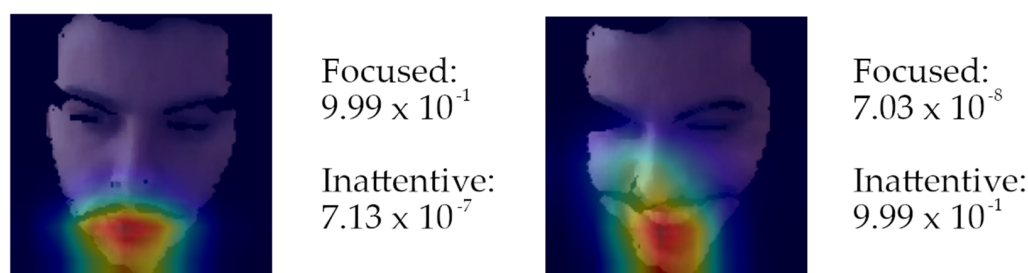 Focused:
9.99 x 10⁻¹
Inattentive:
7.13 x 10⁻⁷
Focused:
7.03 x 10⁻⁸
Inattentive:
9.99 x 10⁻¹